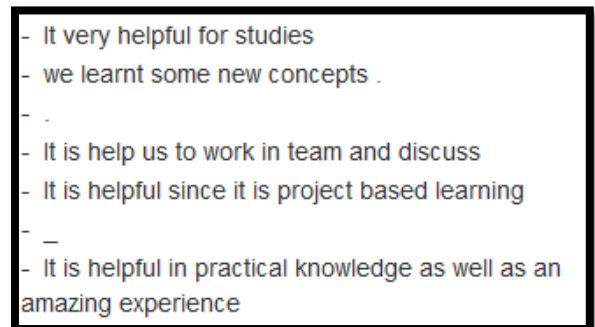 - It very helpful for studies
- we learnt some new concepts .
- .
- It is help us to work in team and discuss
- It is helpful since it is project based learning
- _
- It is helpful in practical knowledge as well as an
amazing experience